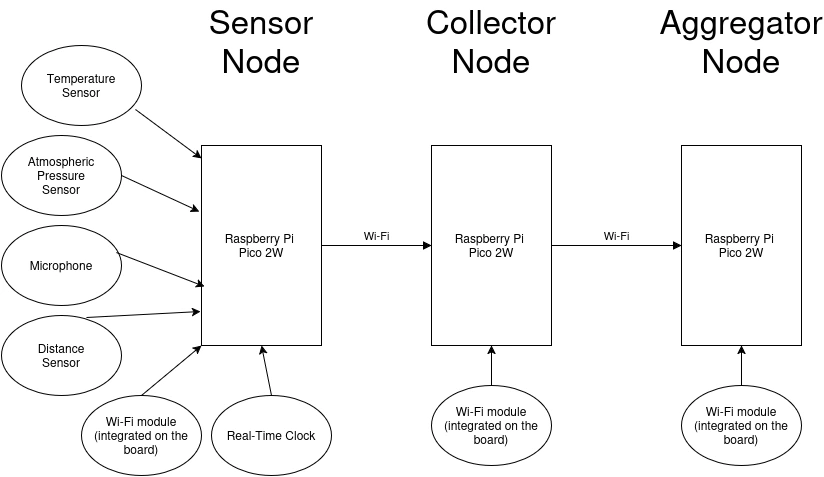 Sensor
Node
Collector
Node
Aggregator
Node
Temperature
Sensor
Atmospheric
Pressure
Sensor
Microphone
Distance
Sensor
Wi-Fi module
(integrated on the
board)
Real-Time Clock
Raspberry Pi
Pico 2W
Wi-Fi
Raspberry Pi
Pico 2W
Wi-Fi module
(integrated on the
board)
Wi-Fi
Raspberry Pi
Pico 2W
Wi-Fi module
(integrated on the
board)